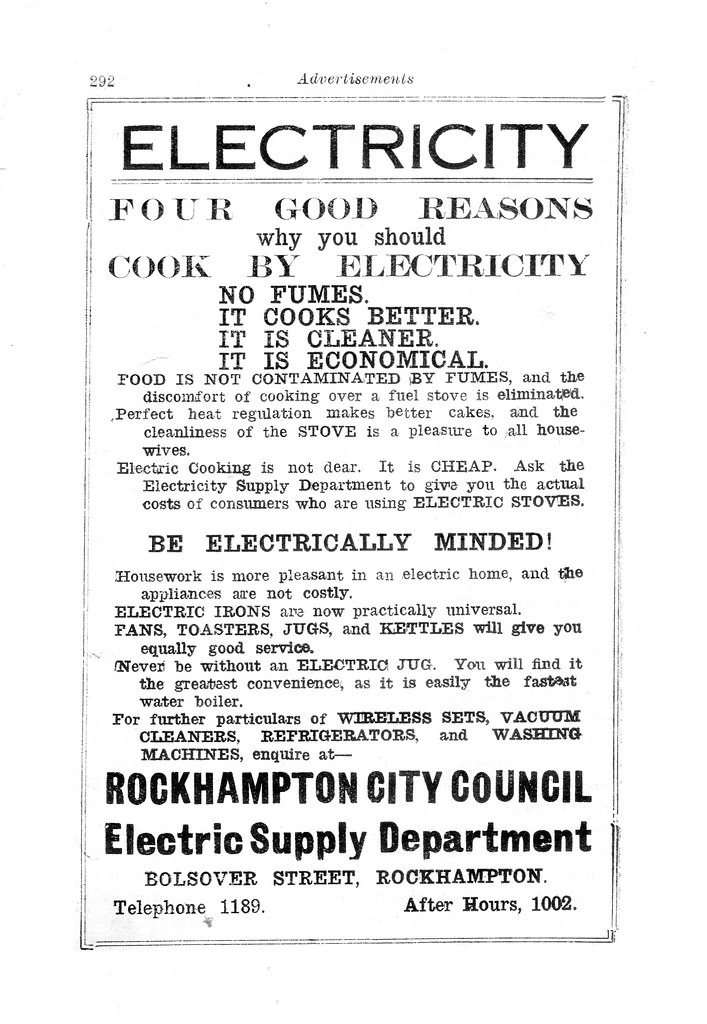 292
Advertisements
ELECTRICITY
FOUR GOOD REASONS
why you should
COOK BY ELECTRICITY
NO FUMES.
IT COOKS BETTER.
IT IS CLEANER.
IT IS ECONOMICAL.
FOOD IS NOT CONTAMINATED BY FUMES, and the
discomfort of cooking over a fuel stove is eliminated.
Perfect heat regulation makes better cakes, and the
cleanliness of the STOVE is a pleasure to all house-
wives.
Electric Cooking is not dear. It is CHEAP. Ask the
Electricity Supply Department to give you the actual
costs of consumers who are using ELECTRIC STOVES.
BE ELECTRICALLY MINDED!
Housework is more pleasant in an electric home, and the
appliances are not costly.
ELECTRIC IRONS are now practically universal.
FANS, TOASTERS, JUGS, and KETTLES will give you
equally good service.
Never be without an ELECTRIC JUG. You will find it
the greatest convenience, as it is easily the fastest
water boiler.
For further particulars of WIRELESS SETS, VACUUM
CLEANERS, REFRIGERATORS, and WASHING
MACHINES, enquire at—
ROCKHAMPTON CITY COUNCIL
Electric Supply Department
BOLSOVER STREET, ROCKHAMPTON.
Telephone 1189. After Hours, 1002.